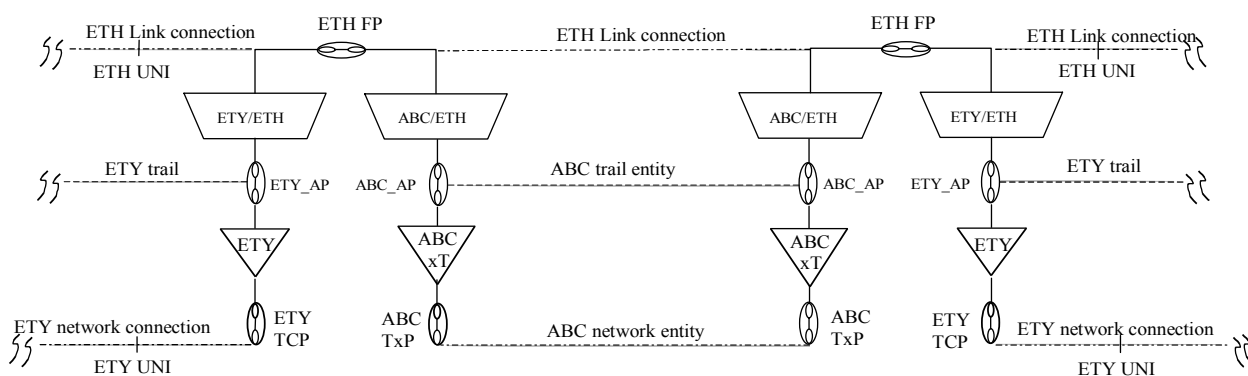 ETH FP
ETH FP
ETH Link connection
ETH Link connection
ETH Link connection
ETH UNI
ETH UNI
ETY/ETH
ABC/ETH
ABC/ETH
ETY/ETH
ETY trail
ETY_AP
ABC_AP
ABC trail entity
ABC_AP
ETY_AP
ETY trail
ETY
ABC
xT
ABC
xT
ETY
ETY network connection
ETY
TCP
ABC
TxP
ABC network entity
ABC
TxP
ETY
TCP
ETY network connection
ETY UNI
ETY UNI